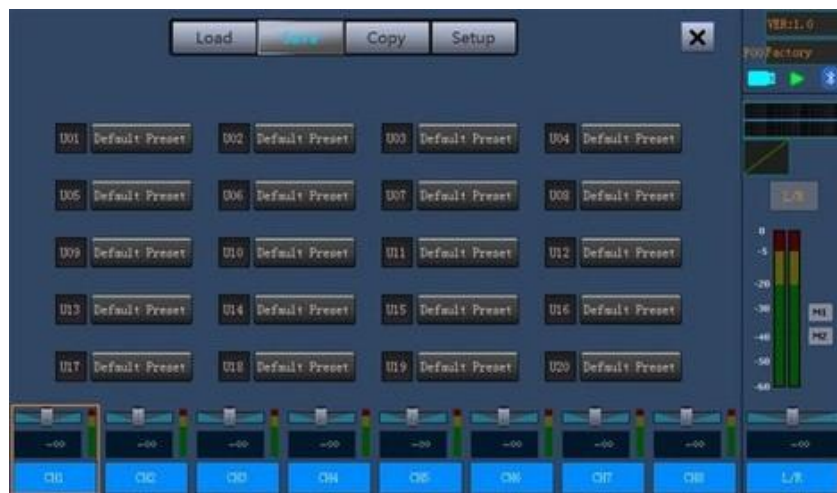 Load Save Copy Setup
VER:1.0
P00Factory
U01 Default Preset U02 Default Preset U03 Default Preset U04 Default Preset
U05 Default Preset U06 Default Preset U07 Default Preset U08 Default Preset
L/R
U09 Default Preset U10 Default Preset U11 Default Preset U12 Default Preset
0
-5
-20
U13 Default Preset U14 Default Preset U15 Default Preset U16 Default Preset
-30
M1
-40
M2
U17 Default Preset U18 Default Preset U19 Default Preset U20 Default Preset
-50
-60
-∞ -∞ -∞ -∞ -∞ -∞ -∞ -∞ -∞
CH1 CH2 CH3 CH4 CH5 CH6 CH7 CH8 L/R